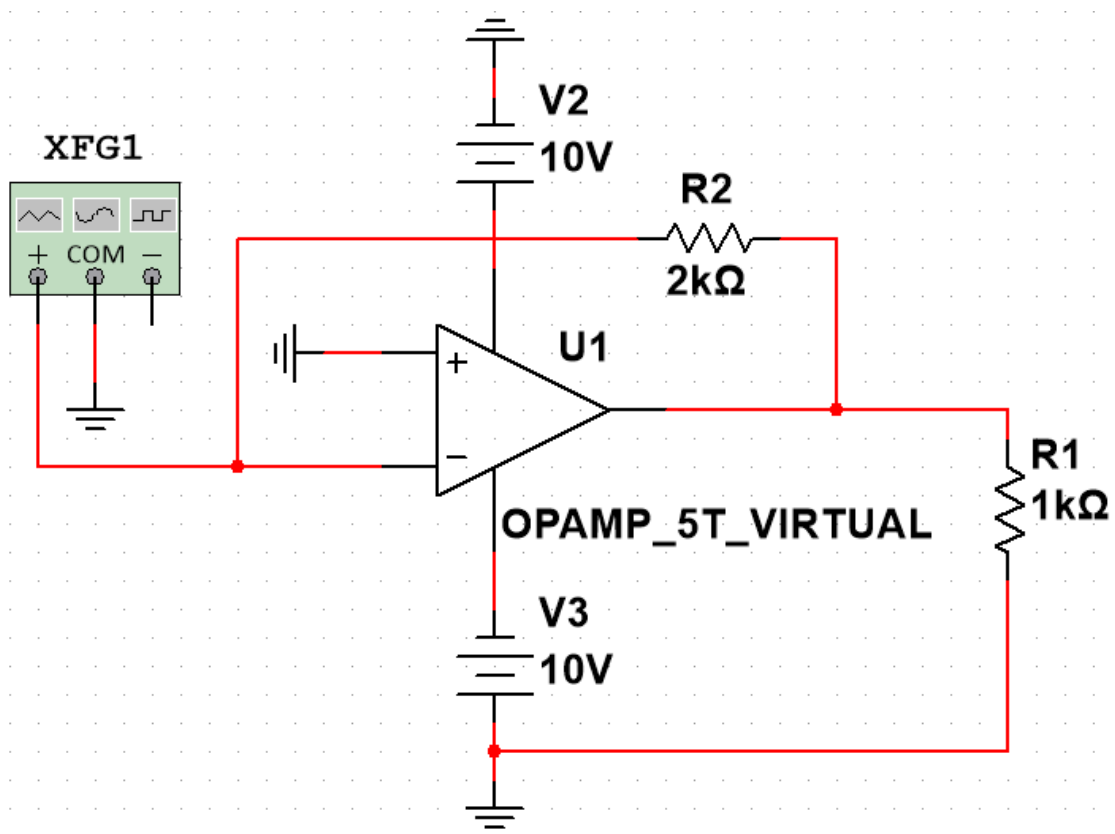 V2
10V
XFG1
+ COM −
R2
2kΩ
U1
+
−
R1
1kΩ
OPAMP_5T_VIRTUAL
V3
10V